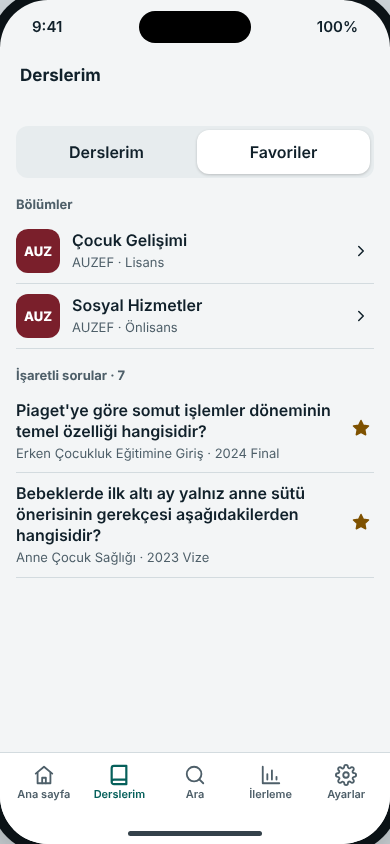 9:41
100%
Derslerim
Derslerim
Favoriler
Bölümler
AUZ
Çocuk Gelişimi
AUZEF · Lisans
AUZ
Sosyal Hizmetler
AUZEF · Önlisans
İşaretli sorular · 7
Piaget'ye göre somut işlemler döneminin
temel özelliği hangisidir?
Erken Çocukluk Eğitimine Giriş · 2024 Final
Bebeklerde ilk altı ay yalnız anne sütü
önerisinin gerekçesi aşağıdakilerden
hangisidir?
Anne Çocuk Sağlığı · 2023 Vize
Ana sayfa
Derslerim
Ara
İlerleme
Ayarlar